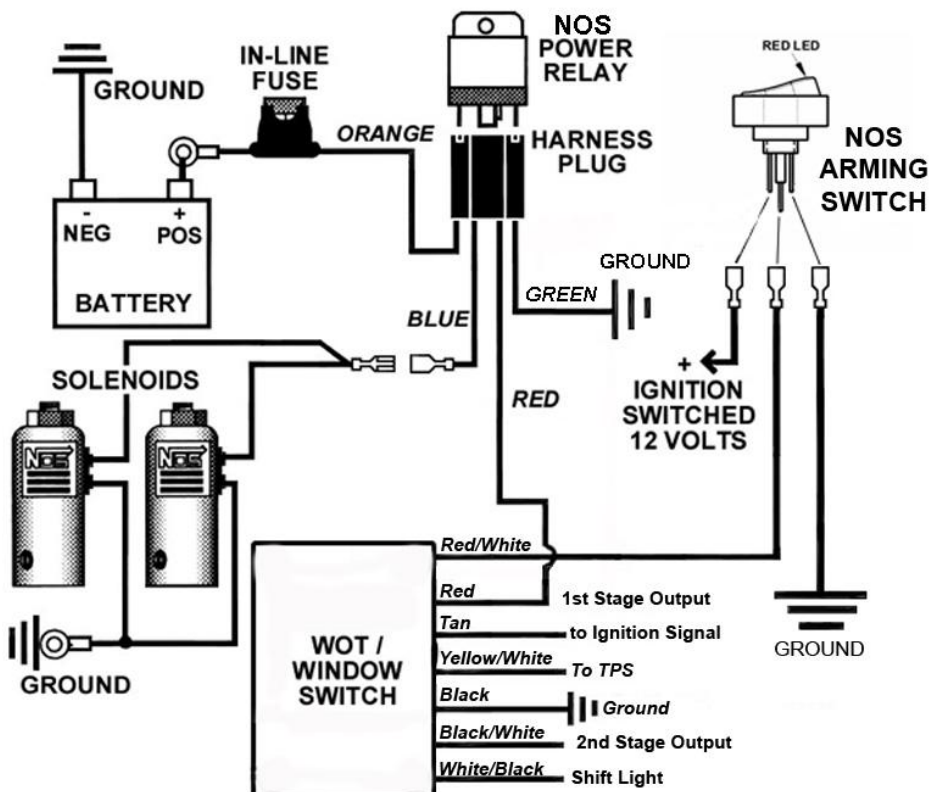 NOS
POWER
RELAY
RED LED
IN-LINE
FUSE
GROUND
ORANGE
HARNESS
PLUG
NOS
ARMING
SWITCH
-
NEG
+
POS
BATTERY
GROUND
GREEN
BLUE
SOLENOIDS
RED
+
IGNITION
SWITCHED
12 VOLTS
NOS
NOS
Red/White
Red
1st Stage Output
Tan
to Ignition Signal
WOT /
WINDOW
SWITCH
Yellow/White
To TPS
Black
Ground
Black/White
2nd Stage Output
White/Black
Shift Light
GROUND
GROUND